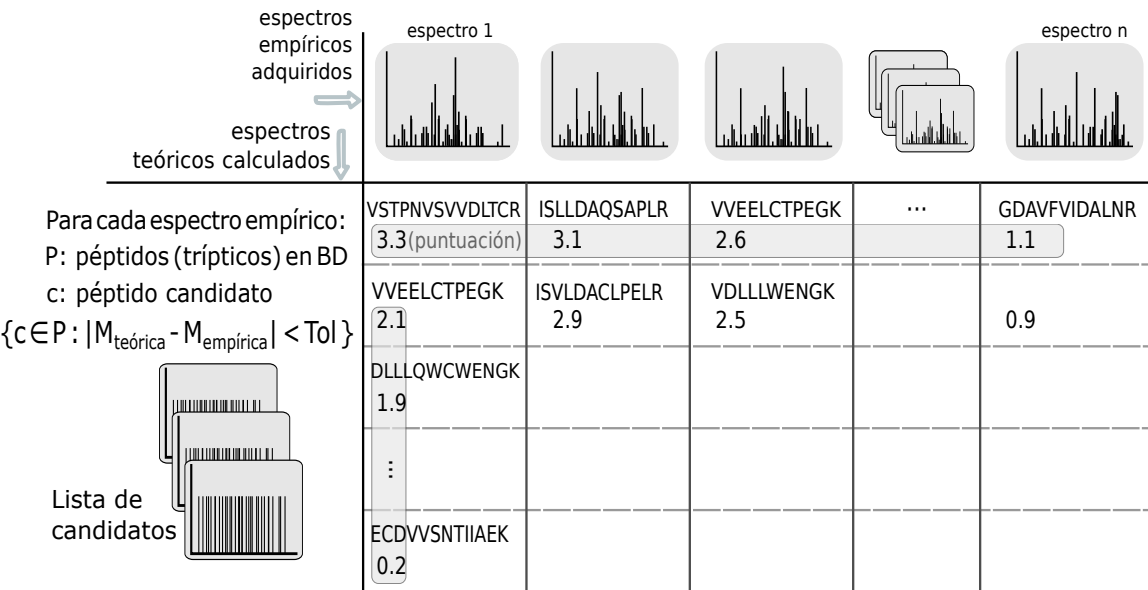 espectros
empíricos
adquiridos
espectro 1
espectro n
espectros
teóricos calculados
Para cada espectro empírico:
P: péptidos (trípticos) en BD
c: péptido candidato
{c∈P : |Mteórica - Mempírica| < Tol}
Lista de
candidatos
VSTPNVSVVDLTCR ISLLDAQSAPLR VVEELCTPEGK ... GDAVFVIDALNR
3.3 (puntuación) 3.1 2.6 1.1
VVEELCTPEGK ISVLDACLPELR VDLLLWENGK
2.1 2.9 2.5 0.9
DLLLQWCWENGK
1.9
...
ECDVVSNTIIAEK
0.2